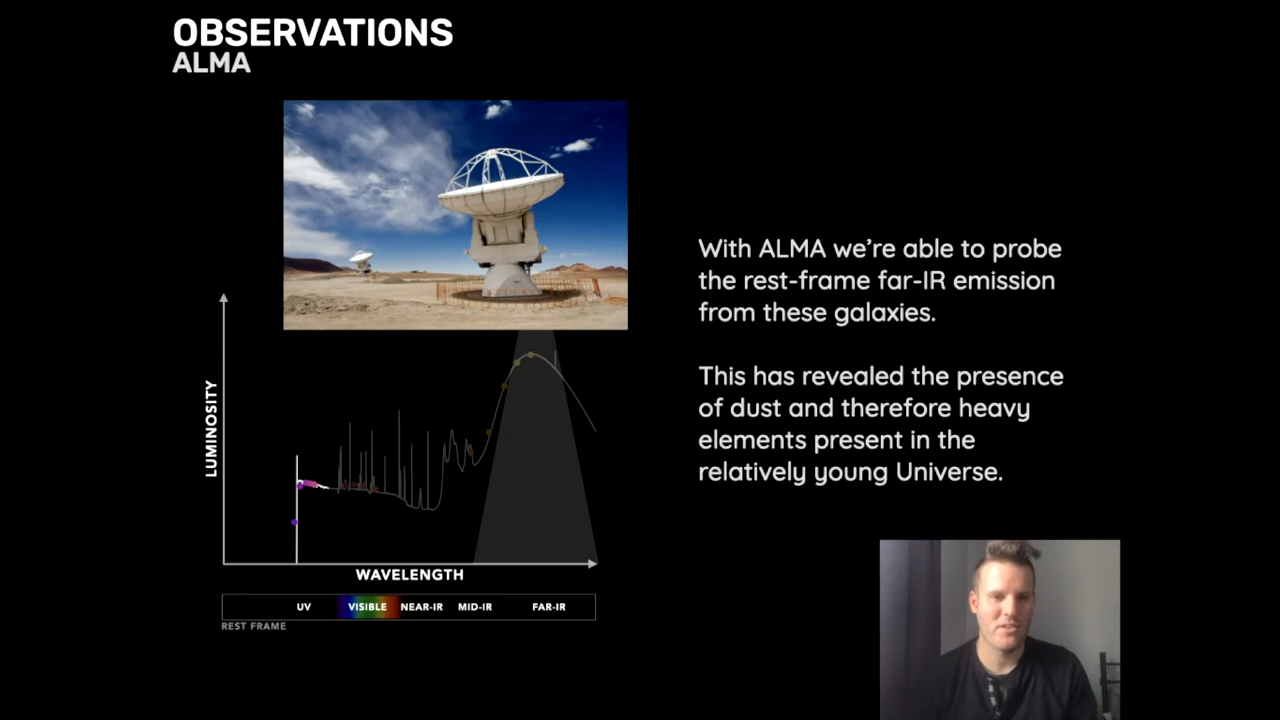 OBSERVATIONS
ALMA
With ALMA we're able to probe
the rest-frame far-IR emission
from these galaxies.
This has revealed the presence
of dust and therefore heavy
elements present in the
relatively young Universe.
LUMINOSITY
WAVELENGTH
UV VISIBLE NEAR-IR MID-IR FAR-IR
REST FRAME